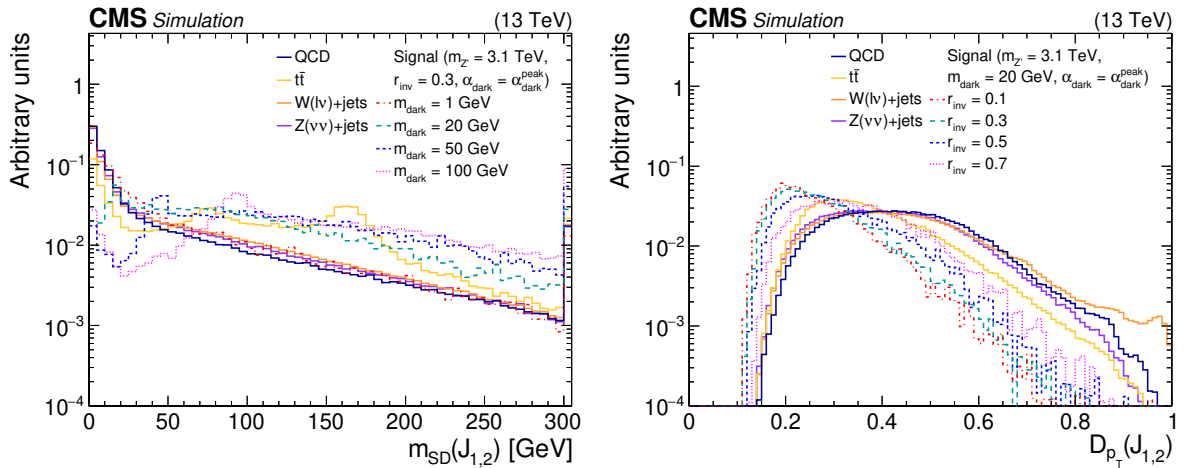 CMS Simulation (13 TeV)
Arbitrary units
1
10⁻¹
10⁻²
10⁻³
10⁻⁴
QCD
tt̄
W(lν)+jets
Z(νν)+jets
Signal (m_Z' = 3.1 TeV,
r_inv = 0.3, α_dark = α_dark^peak)
m_dark = 1 GeV
m_dark = 20 GeV
m_dark = 50 GeV
m_dark = 100 GeV
0 50 100 150 200 250 300
m_SD(J_1,2) [GeV]
CMS Simulation (13 TeV)
Arbitrary units
1
10⁻¹
10⁻²
10⁻³
10⁻⁴
QCD
tt̄
W(lν)+jets
Z(νν)+jets
Signal (m_Z' = 3.1 TeV,
m_dark = 20 GeV, α_dark = α_dark^peak)
r_inv = 0.1
r_inv = 0.3
r_inv = 0.5
r_inv = 0.7
0 0.2 0.4 0.6 0.8 1
D_p_T(J_1,2)